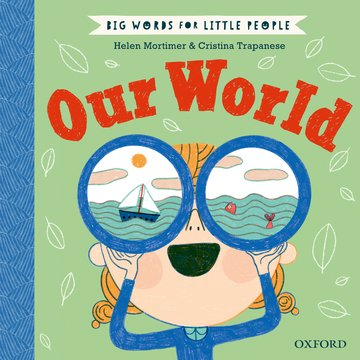 BIG WORDS FOR LITTLE PEOPLE
Helen Mortimer & Cristina Trapanese
Our World
OXFORD